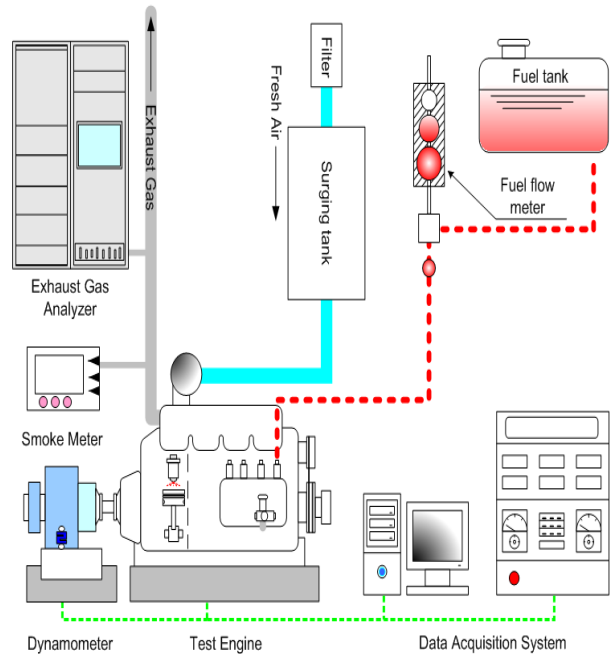 Filter
Fuel tank
Fresh Air
Exhaust Gas
Surging tank
Fuel flow
meter
Exhaust Gas
Analyzer
Smoke Meter
Dynamometer
Test Engine
Data Acquisition System